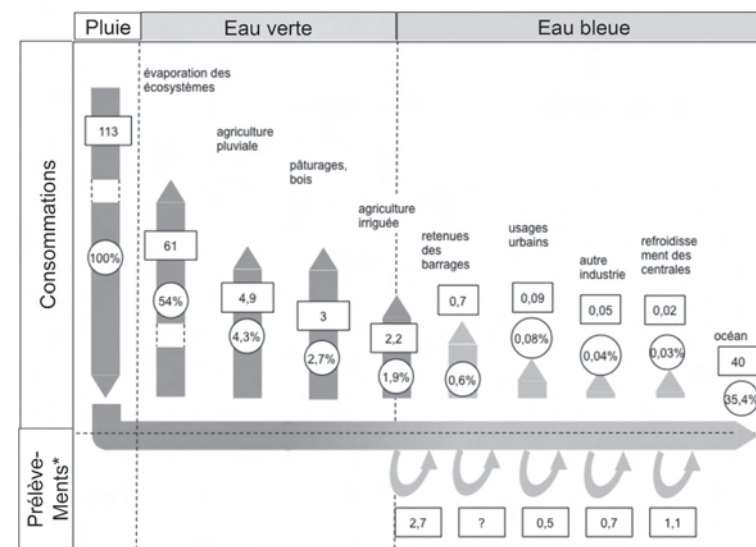 Pluie
Eau verte
Eau bleue
Consommations
évaporation des
écosystèmes
agriculture
pluviale
pâturages,
bois
agriculture
irriguée
retenues
des
barrages
usages
urbains
autre
industrie
refroidisse
ment des
centrales
océan
113
61
4,9
3
2,2
0,7
0,09
0,05
0,02
40
100%
54%
4,3%
2,7%
1,9%
0,6%
0,08%
0,04%
0,03%
35,4%
Prélève-
Ments*
2,7
?
0,5
0,7
1,1